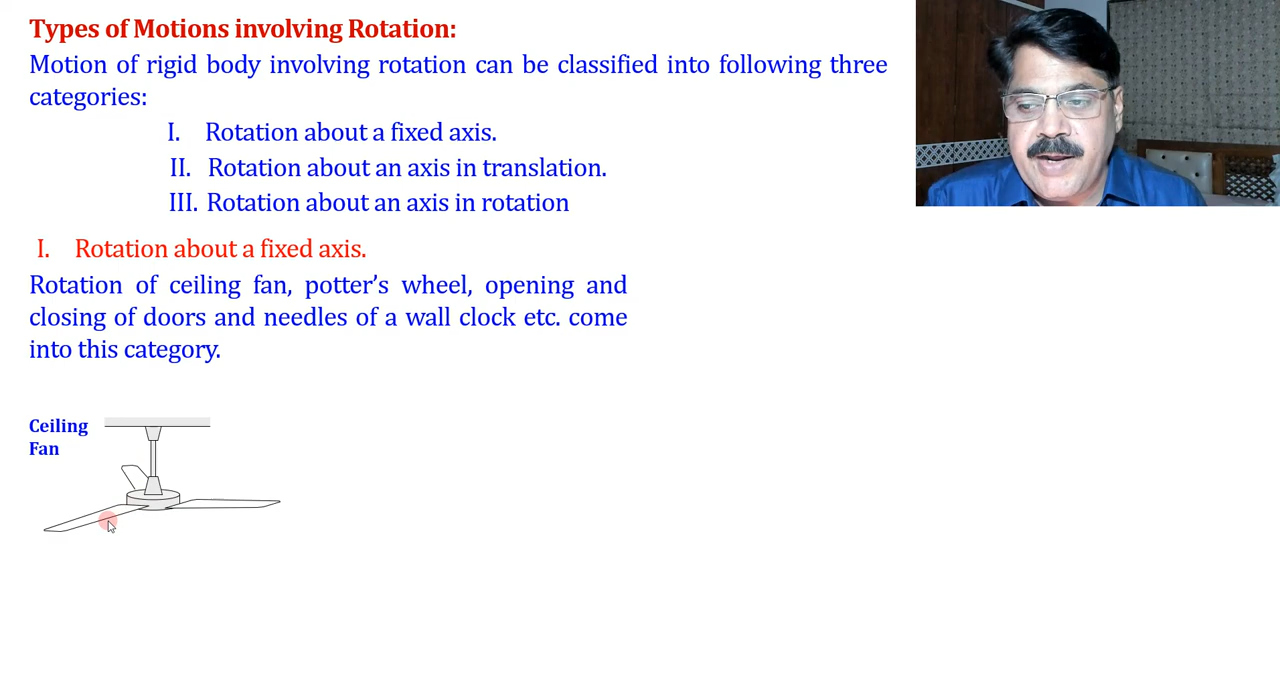 Types of Motions involving Rotation:
Motion of rigid body involving rotation can be classified into following three
categories:
I. Rotation about a fixed axis.
II. Rotation about an axis in translation.
III. Rotation about an axis in rotation
I. Rotation about a fixed axis.
Rotation of ceiling fan, potter’s wheel, opening and
closing of doors and needles of a wall clock etc. come
into this category.
Ceiling
Fan